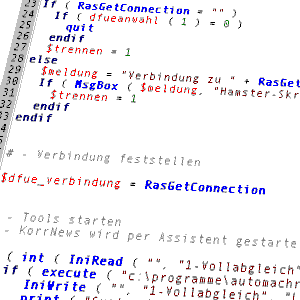 23 If ( RasGetConnection = "" )
24 If ( dfueanwahl ( 1 ) = 0 )
25 quit
26 endif
27 $trennen = 1
28 else
29 $meldung = "Verbindung zu " + RasGet
30 If ( MsgBox ( $meldung, "Hamster-Skr
31 $trennen = 1
32 endif
33 endif
# - Verbindung feststellen
$dfue_verbindung = RasGetConnection
- Tools starten
- KorrNews wird per Assistent gestarte
( int ( IniRead ( "", "1-Vollabgleich"
if ( execute ( "c:\programme\automachr
IniWrite ( "", "1-Vollabgleich"
print (